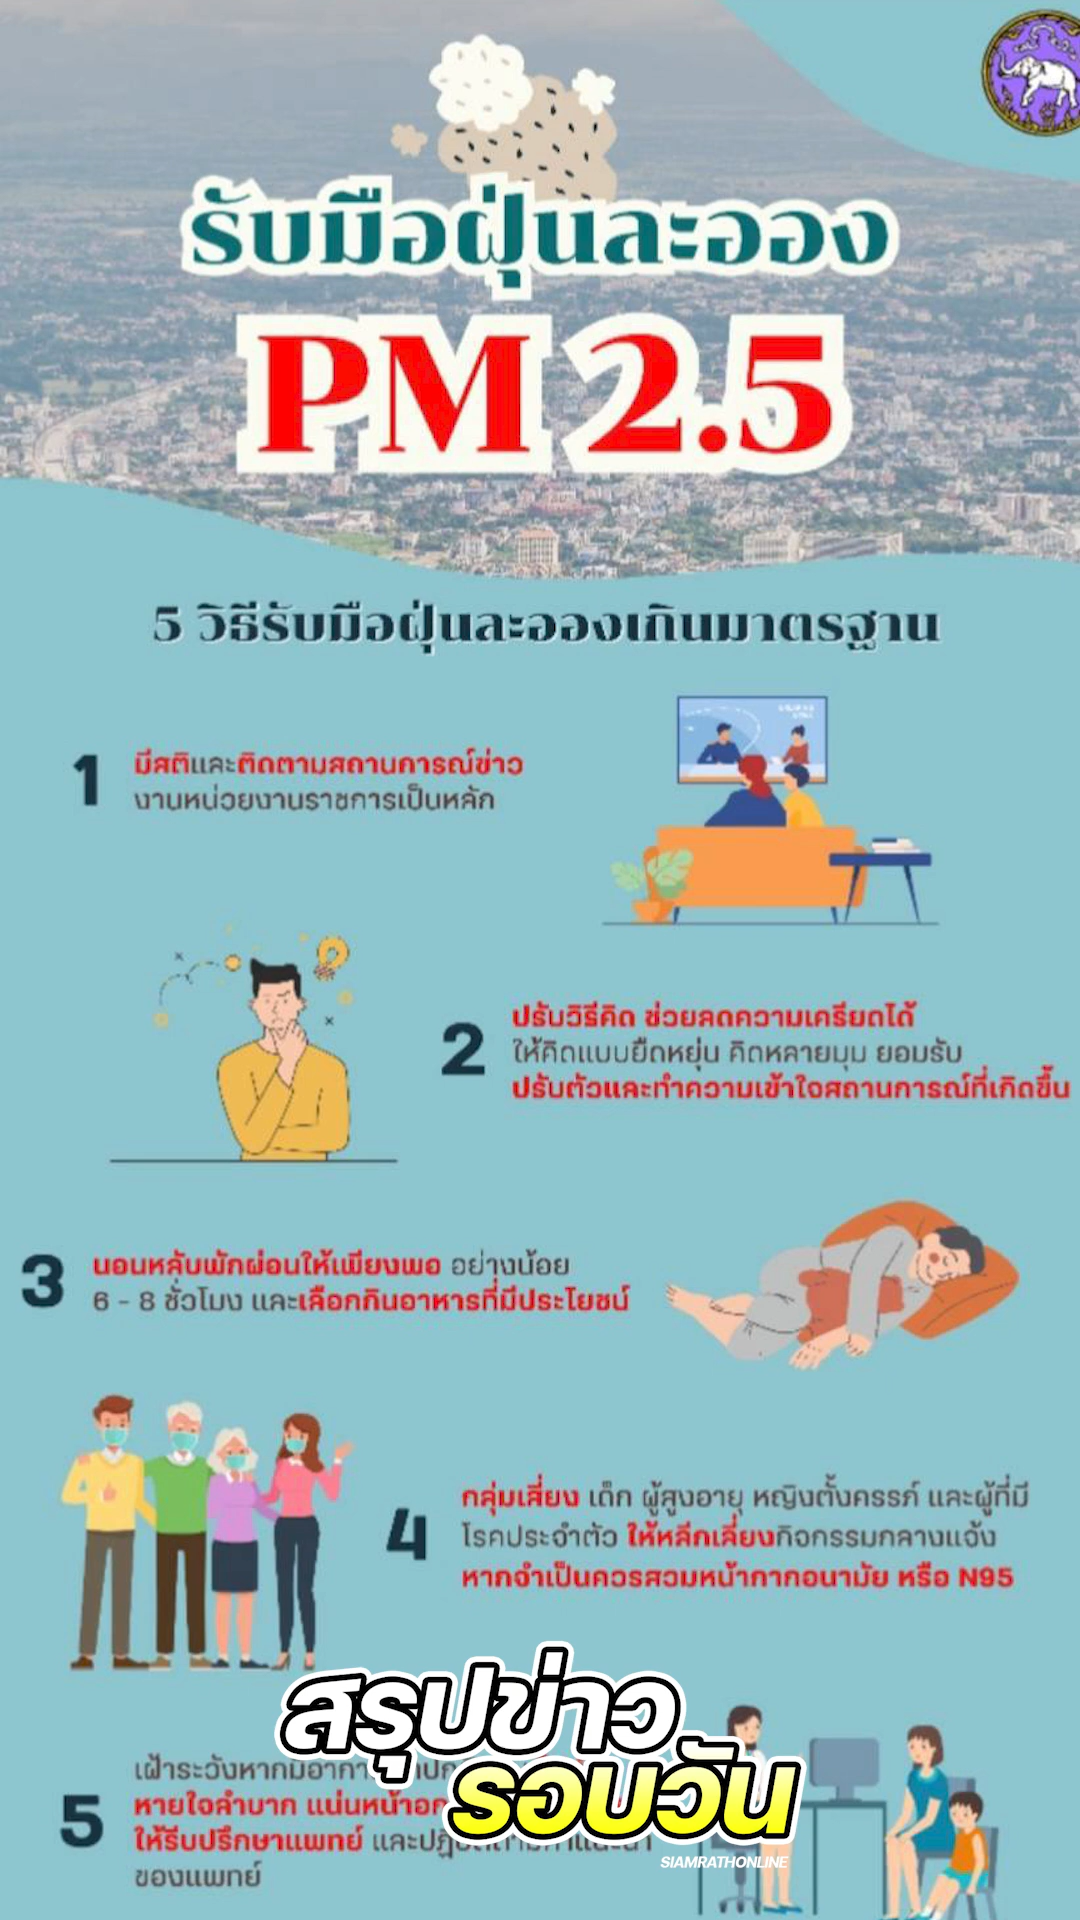 รับมือฝุ่นละออง
PM 2.5
5 วิธีรับมือฝุ่นละอองเกินมาตรฐาน
1
มีสติและติดตามสถานการณ์ข่าว
งานหน่วยงานราชการเป็นหลัก
2
ปรับวิธีคิด ช่วยลดความเครียดได้
ให้คิดแบบยืดหยุ่น คิดหลายมุม ยอมรับ
ปรับตัวและทำความเข้าใจสถานการณ์ที่เกิดขึ้น
3
นอนหลับพักผ่อนให้เพียงพอ อย่างน้อย
6 - 8 ชั่วโมง และเลือกกินอาหารที่มีประโยชน์
4
กลุ่มเสี่ยง เด็ก ผู้สูงอายุ หญิงตั้งครรภ์ และผู้ที่มี
โรคประจำตัว ให้หลีกเลี่ยงกิจกรรมกลางแจ้ง
หากจำเป็นควรสวมหน้ากากอนามัย หรือ N95
5
เฝ้าระวังหากมีอาการ
หายใจลำบาก แน่นหน้าอก
ให้รีบปรึกษาแพทย์ และปฏิบัติตามคำแนะนำ
ของแพทย์
สรุปข่าว
รอบวัน
SIAMRATHONLINE